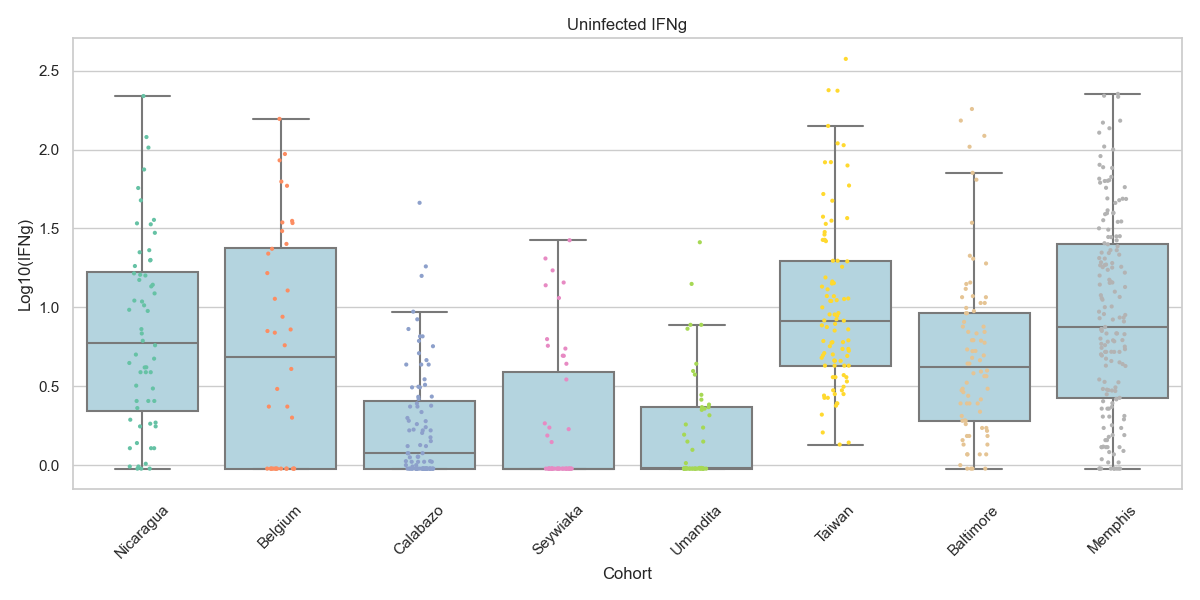 Uninfected IFNg
Log10(IFNg)
2.5
2.0
1.5
1.0
0.5
0.0
Nicaragua
Belgium
Calabazo
Seywiaka
Umandita
Taiwan
Baltimore
Memphis
Cohort